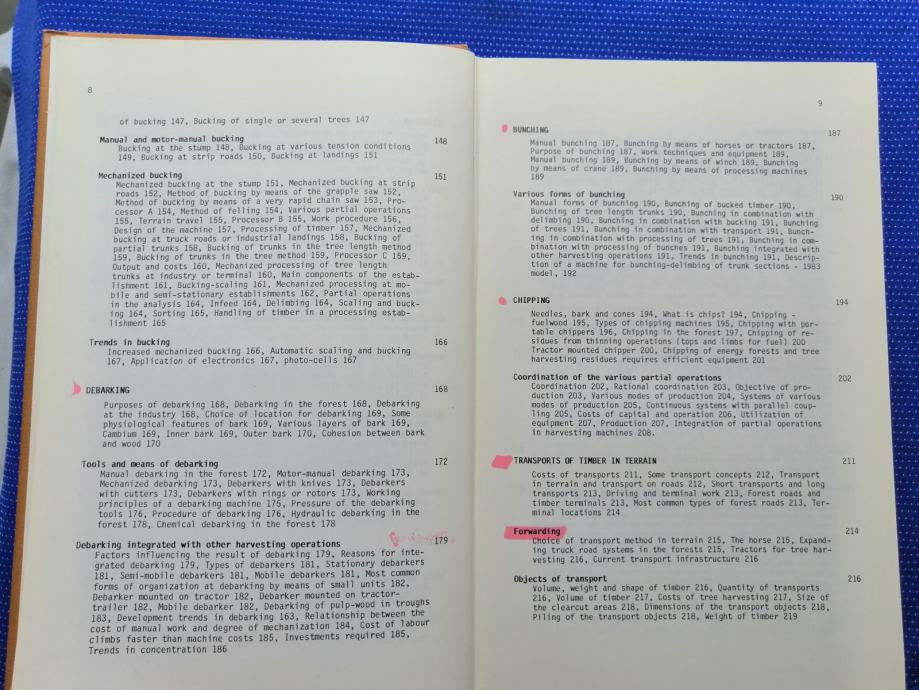 8
of bucking 147, Bucking of single or several trees 147
Manual and motor-manual bucking 148
Bucking at the stump 148, Bucking at various tension conditions
149, Bucking at strip roads 150, Bucking at landings 151
Mechanized bucking 151
Mechanized bucking at the stump 151, Mechanized bucking at strip
roads 152, Method of bucking by means of the grapple saw 152,
Method of bucking by means of a very rapid chain saw 153, Pro-
cessor A 154, Method of felling 154, Various partial operations
155, Terrain travel 155, Processor B 155, Work procedure 156,
Design of the machine 157, Processing of timber 157, Mechanized
bucking at truck roads or industrial landings 158, Bucking of
partial trunks 158, Bucking of trunks in the tree length method
159, Bucking of trunks in the tree method 159, Processor C 159,
Output and costs 160, Mechanized processing of tree length
trunks at industry or terminal 160, Main components of the estab-
lishment 161, Bucking-scaling 161, Mechanized processing at mo-
bile and semi-stationary establishments 162, Partial operations
in the analysis 164, Infeed 164, Delimbing 164, Scaling and buck-
ing 164, Sorting 165, Handling of timber in a processing estab-
lishment 165
Trends in bucking 166
Increased mechanized bucking 166, Automatic scaling and bucking
167, Application of electronics 167, photo-cells 167
DEBARKING 168
Purposes of debarking 168, Debarking in the forest 168, Debarking
at the industry 168, Choice of location for debarking 169, Some
physiological features of bark 169, Various layers of bark 169,
Cambium 169, Inner bark 169, Outer bark 170, Cohesion between bark
and wood 170
Tools and means of debarking 172
Manual debarking in the forest 172, Motor-manual debarking 173,
Mechanized debarking 173, Debarkers with knives 173, Debarkers
with cutters 173, Debarkers with rings or rotors 173, Working
principles of a debarking machine 175, Pressure of the debarking
tools 176, Procedure of debarking 176, Hydraulic debarking in the
forest 178, Chemical debarking in the forest 178
Debarking integrated with other harvesting operations 179
Factors influencing the result of debarking 179, Reasons for inte-
grated debarking 179, Types of debarkers 181, Stationary debarkers
181, Semi-mobile debarkers 181, Mobile debarkers 181, Most common
forms of organization at debarking by means of small units 182,
Debarker mounted on tractor 182, Debarker mounted on tractor-
trailer 182, Mobile debarker 182, Debarking of pulp-wood in troughs
183, Development trends in debarking 163, Relationship between the
cost of manual work and degree of mechanization 184, Cost of labour
climbs faster than machine costs 185, Investments required 185,
Trends in concentration 186
9
BUNCHING 187
Manual bunching 187, Bunching by means of horses or tractors 187,
Purpose of bunching 187, Work techniques and equipment 189,
Manual bunching 189, Bunching by means of winch 189, Bunching
by means of crane 189, Bunching by means of processing machines
189
Various forms of bunching 190
Manual forms of bunching 190, Bunching of bucked timber 190,
Bunching of tree length trunks 190, Bunching in combination with
delimbing 190, Bunching in combination with bucking 191, Bunching
of trees 191, Bunching in combination with transport 191, Bunch-
ing in combination with processing of trees 191, Bunching in com-
bination with processing of bunches 191, Bunching integrated with
other harvesting operations 191, Trends in bunching 191, Descrip-
tion of a machine for bunching-delimbing of trunk sections - 1983
model, 192
CHIPPING 194
Needles, bark and cones 194, What is chips? 194, Chipping -
fuelwood 195, Types of chipping machines 195, Chipping with por-
table chippers 196, Chipping in the forest 197, Chipping of re-
sidues from thinning operations (tops and limbs for fuel) 200
Tractor mounted chipper 200, Chipping of energy forests and tree
harvesting residues requires efficient equipment 201
Coordination of the various partial operations 202
Coordination 202, Rational coordination 203, Objective of pro-
duction 203, Various modes of production 204, Systems of various
modes of production 205, Continuous systems with parallel coup-
ling 205, Costs of capital and operation 206, Utilization of
equipment 207, Production 207, Integration of partial operations
in harvesting machines 208.
TRANSPORTS OF TIMBER IN TERRAIN 211
Costs of transports 211, Some transport concepts 212, Transport
in terrain and transport on roads 212, Short transports and long
transports 213, Driving and terminal work 213, Forest roads and
timber terminals 213, Most common types of forest roads 213, Ter-
minal locations 214
Forwarding 214
Choice of transport method in terrain 215, The horse 215, Expand-
ing truck road systems in the forests 215, Tractors for tree har-
vesting 216, Current transport infrastructure 216
Objects of transport 216
Volume, weight and shape of timber 216, Quantity of transports
216, Volume of timber 217, Costs of tree harvesting 217, Size of
the clearcut areas 218, Dimensions of the transport objects 218,
Piling of the transport objects 218, Weight of timber 219